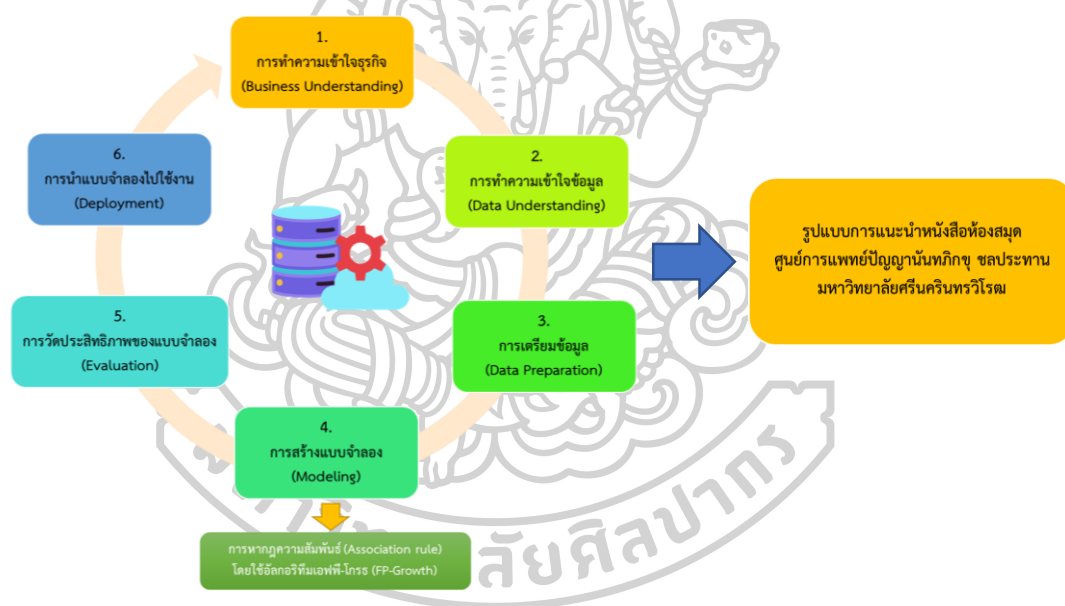 1.
การทำความเข้าใจธุรกิจ
(Business Understanding)
2.
การทำความเข้าใจข้อมูล
(Data Understanding)
3.
การเตรียมข้อมูล
(Data Preparation)
4.
การสร้างแบบจำลอง
(Modeling)
การหากฎความสัมพันธ์ (Association rule)
โดยใช้อัลกอริทึมเอฟพี-โกรธ (FP-Growth)
5.
การวัดประสิทธิภาพของแบบจำลอง
(Evaluation)
6.
การนำแบบจำลองไปใช้งาน
(Deployment)
รูปแบบการแนะนำหนังสือห้องสมุด
ศูนย์การแพทย์ปัญญานันทภิกขุ ชลประทาน
มหาวิทยาลัยศรีนครินทรวิโรฒ
ลัยศิลปากร